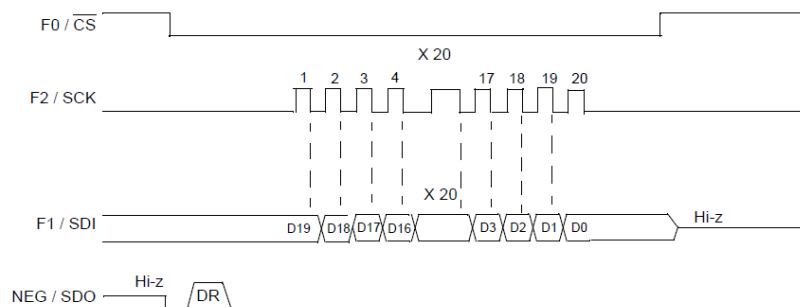 F0 / CS
X 20
1 2 3 4 17 18 19 20
F2 / SCK
X 20
F1 / SDI D19 D18 D17 D16 D3 D2 D1 D0 Hi-z
NEG / SDO Hi-z DR